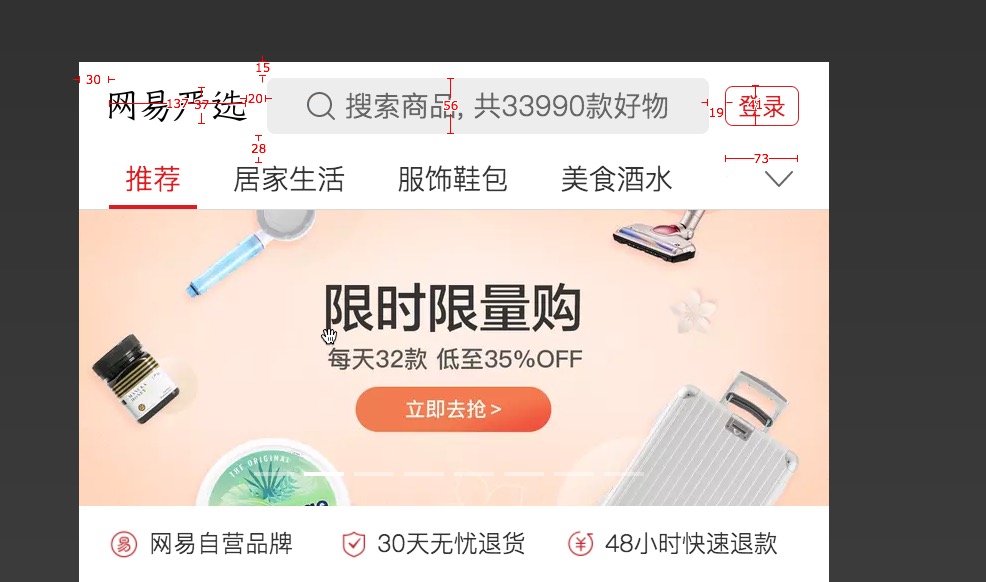 15
30
网易严选
137
37
20
搜索商品, 共33990款好物
56
19
登录
41
28
73
推荐 居家生活 服饰鞋包 美食酒水
限时限量购
每天32款 低至35%OFF
立即去抢 >
MANUKA
HONEY
THE ORIGINAL
易 网易自营品牌 30天无忧退货 ¥ 48小时快速退款